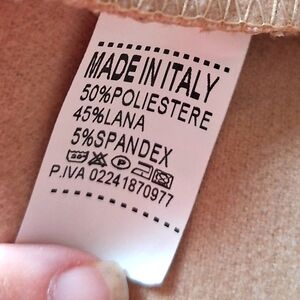 MADE IN ITALY
50%POLIESTERE
45%LANA
5%SPANDEX
P.IVA 02241870977